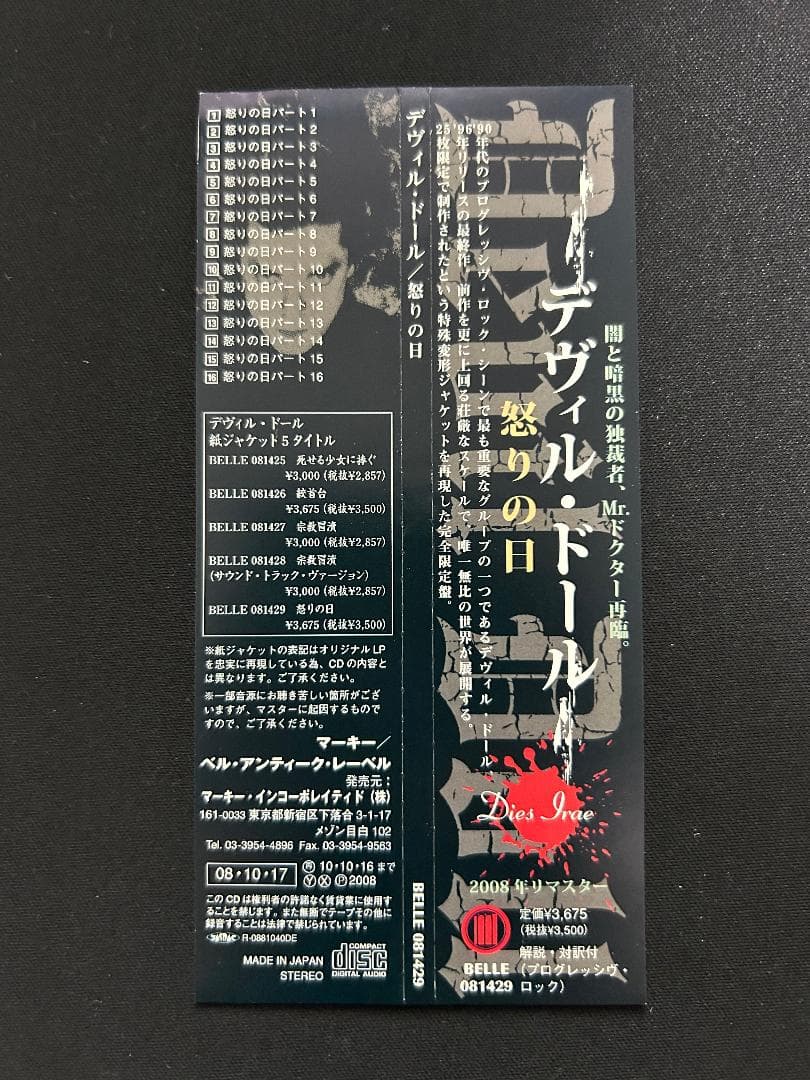 1 怒りの日パート 1
2 怒りの日パート 2
3 怒りの日パート 3
4 怒りの日パート 4
5 怒りの日パート 5
6 怒りの日パート 6
7 怒りの日パート 7
8 怒りの日パート 8
9 怒りの日パート 9
10 怒りの日パート 10
11 怒りの日パート 11
12 怒りの日パート 12
13 怒りの日パート 13
14 怒りの日パート 14
15 怒りの日パート 15
16 怒りの日パート 16
デヴィル・ドール
紙ジャケット5タイトル
BELLE 081425 死せる少女に捧ぐ
¥3,000 (税抜¥2,857)
BELLE 081426 絞首台
¥3,675 (税抜¥3,500)
BELLE 081427 宗教冒涜
¥3,000 (税抜¥2,857)
BELLE 081428 宗教冒涜
(サウンド・トラック・ヴァージョン)
¥3,000 (税抜¥2,857)
BELLE 081429 怒りの日
¥3,675 (税抜¥3,500)
※紙ジャケットの表記はオリジナルLP
を忠実に再現している為、CDの内容と
は異なります。ご了承ください。
※一部音源にお聴き苦しい箇所がござ
いますが、マスターに起因するもので
すので、ご了承ください。
マーキー/
ベル・アンティーク・レーベル
発売元:
マーキー・インコーポレイティド (株)
161-0033 東京都新宿区下落合 3-1-17
メゾン目白 102
Tel. 03-3954-4896 Fax. 03-3954-9563
08・10・17 再 10・10・16 まで
Ⓨ Ⓧ Ⓟ2008
このCDは権利者の許諾なく賃貸業に使用す
ることを禁じます。また無断でテープその他に
録音することは法律で禁じられています。
R-0881040DE
MADE IN JAPAN
STEREO
COMPACT
disc
DIGITAL AUDIO
デヴィル・ドール/怒りの日
BELLE 081429
闇と暗黒の独裁者、Mr.ドクター再臨。
デヴィル・ドール
怒りの日
'90年代のプログレッシヴ・ロック・シーンで最も重要なグループの一つであるデヴィル・ドール、
'96年リリースの最終作。前作を更に上回る荘厳なスケールで、唯一無比の世界が展開する。
25枚限定で制作されたという特殊変形ジャケットを再現した完全限定盤。
Dies Irae
2008年リマスター
定価¥3,675
(税抜¥3,500)
解説・対訳付
BELLE 081429
(プログレッシヴ・ロック)